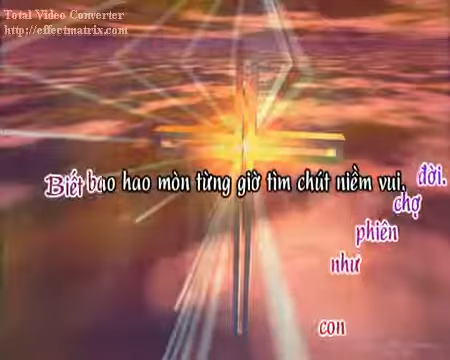 Total Video Converter
http://effectmatrix.com
Biết bao hao mòn từng giờ tìm chút niềm vui.
đời.
chợ
phiên
như
con